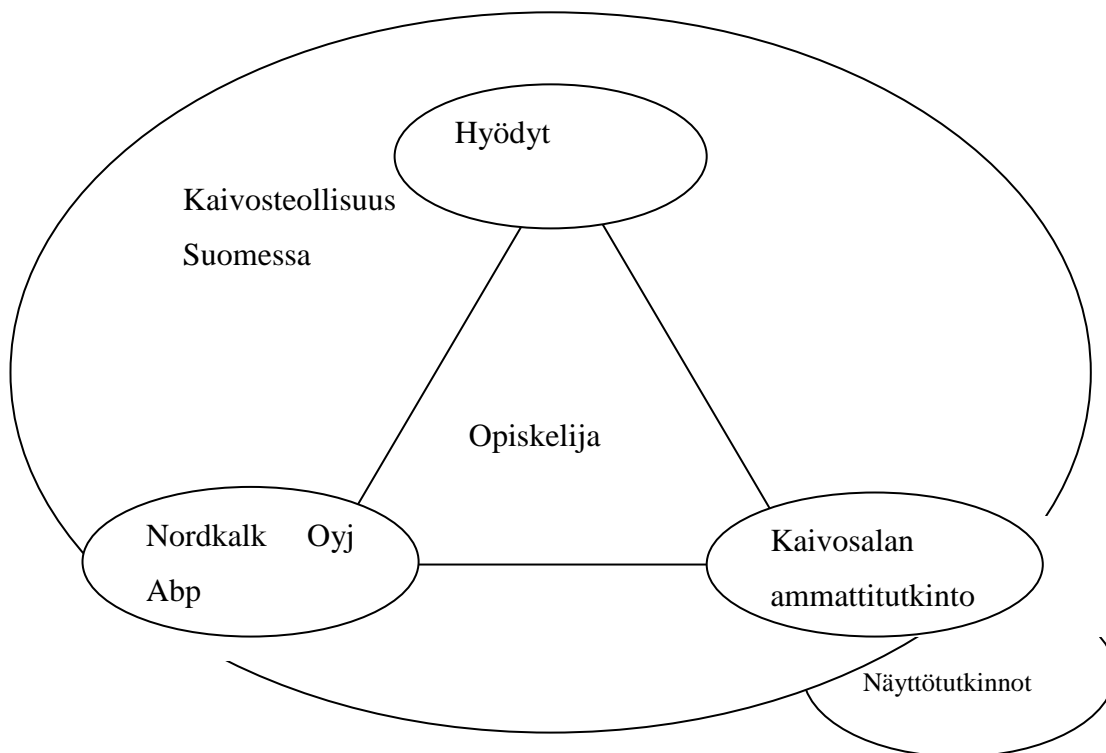 Hyödyt
Kaivosteollisuus
Suomessa
Opiskelija
Nordkalk Oyj
Abp
Kaivosalan
ammattitutkinto
Näyttötutkinnot